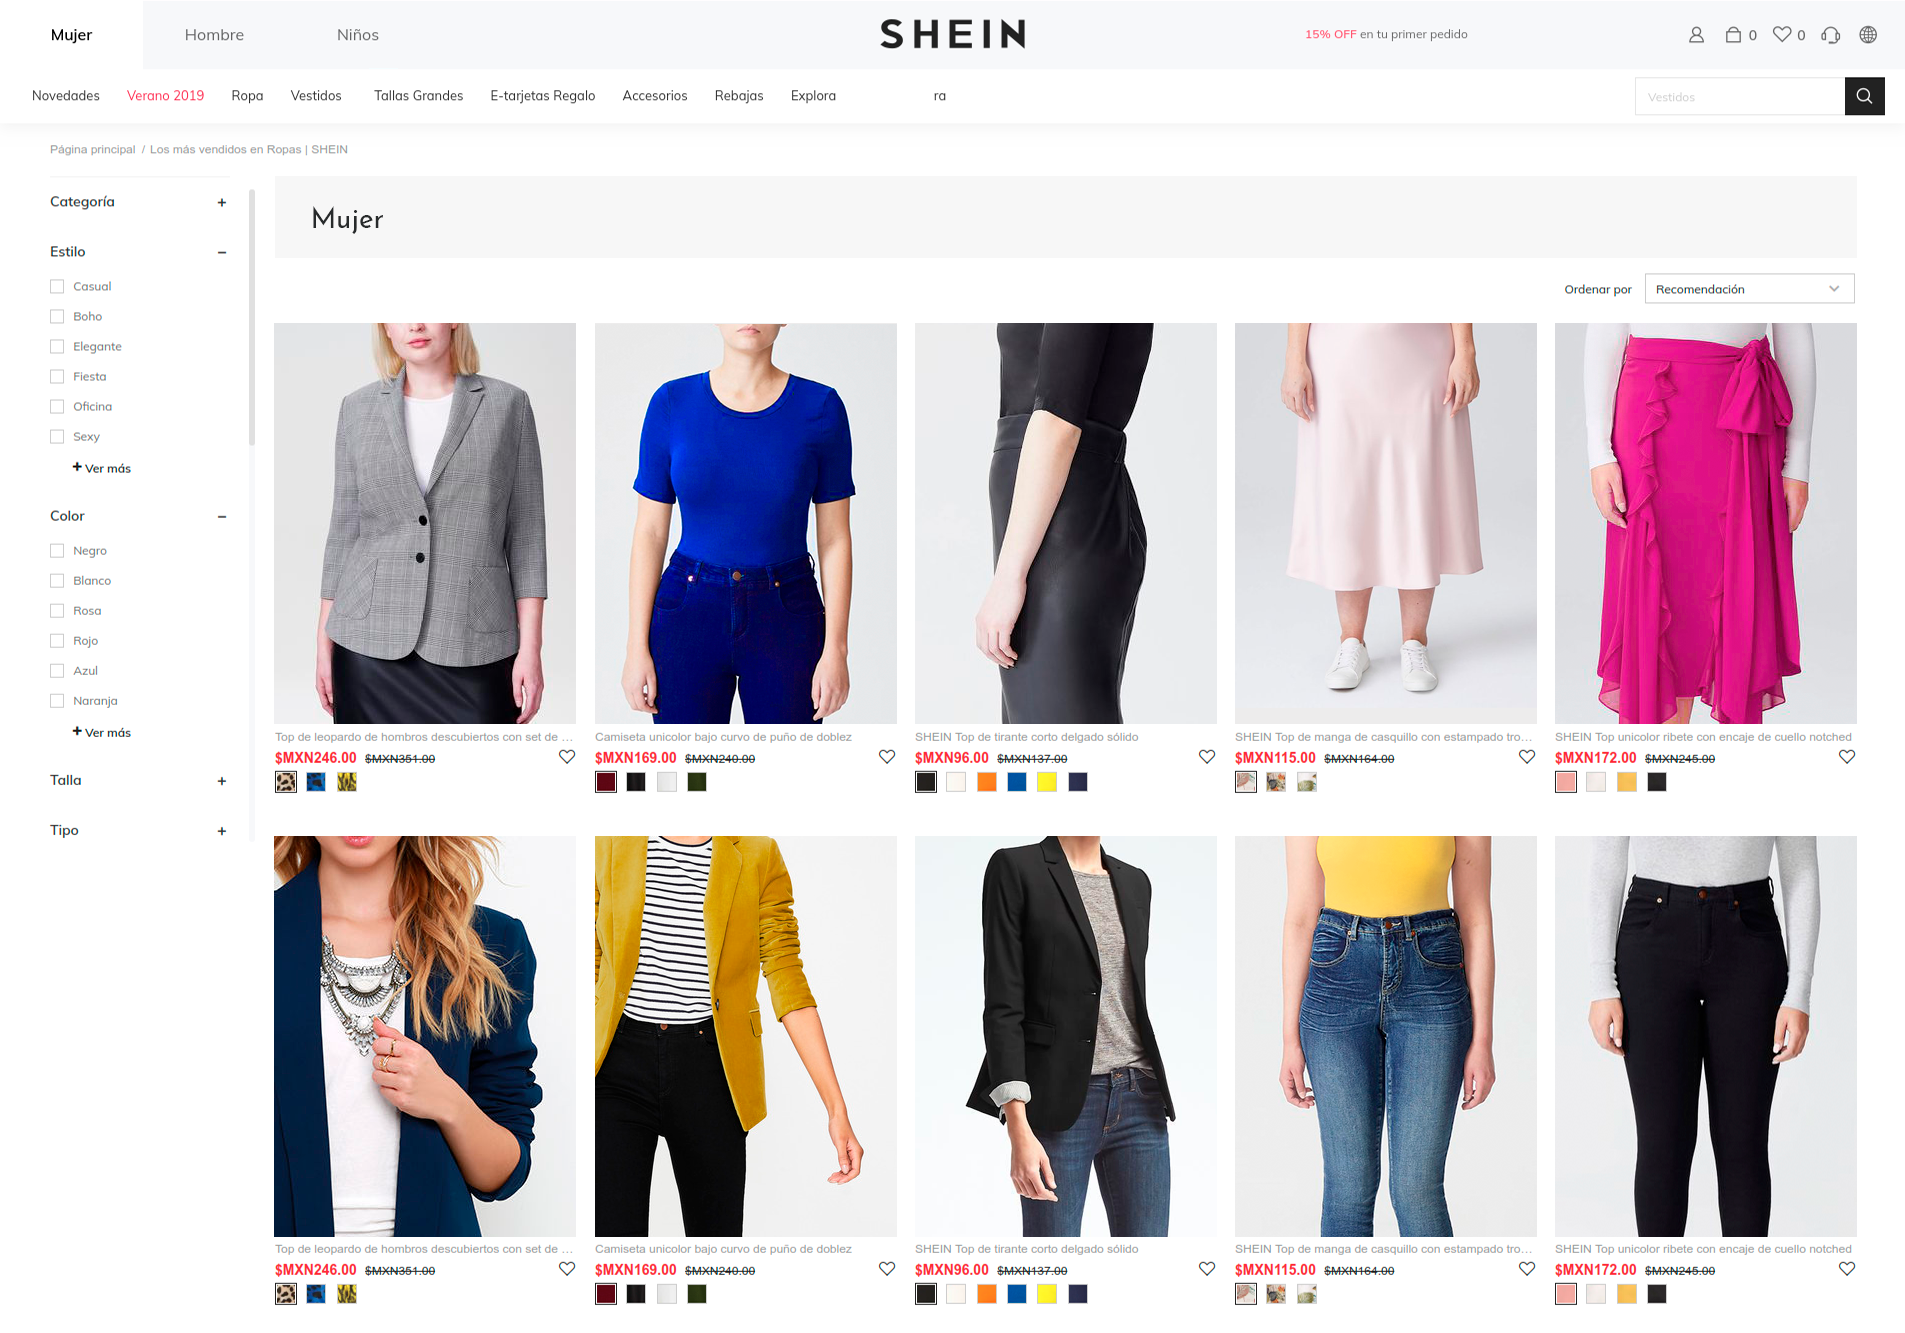 Mujer Hombre Niños SHEIN 15% OFF en tu primer pedido 0 0
Novedades Verano 2019 Ropa Vestidos Tallas Grandes E-tarjetas Regalo Accesorios Rebajas Explora ra Vestidos
Página principal / Los más vendidos en Ropas | SHEIN
Categoría +
Estilo −
Casual
Boho
Elegante
Fiesta
Oficina
Sexy
+ Ver más
Color −
Negro
Blanco
Rosa
Rojo
Azul
Naranja
+ Ver más
Talla +
Tipo +
Mujer
Ordenar por Recomendación
Top de leopardo de hombros descubiertos con set de ...
$MXN246.00 $MXN351.00
Camiseta unicolor bajo curvo de puño de doblez
$MXN169.00 $MXN240.00
SHEIN Top de tirante corto delgado sólido
$MXN96.00 $MXN137.00
SHEIN Top de manga de casquillo con estampado tro...
$MXN115.00 $MXN164.00
SHEIN Top unicolor ribete con encaje de cuello notched
$MXN172.00 $MXN245.00
Top de leopardo de hombros descubiertos con set de ...
$MXN246.00 $MXN351.00
Camiseta unicolor bajo curvo de puño de doblez
$MXN169.00 $MXN240.00
SHEIN Top de tirante corto delgado sólido
$MXN96.00 $MXN137.00
SHEIN Top de manga de casquillo con estampado tro...
$MXN115.00 $MXN164.00
SHEIN Top unicolor ribete con encaje de cuello notched
$MXN172.00 $MXN245.00